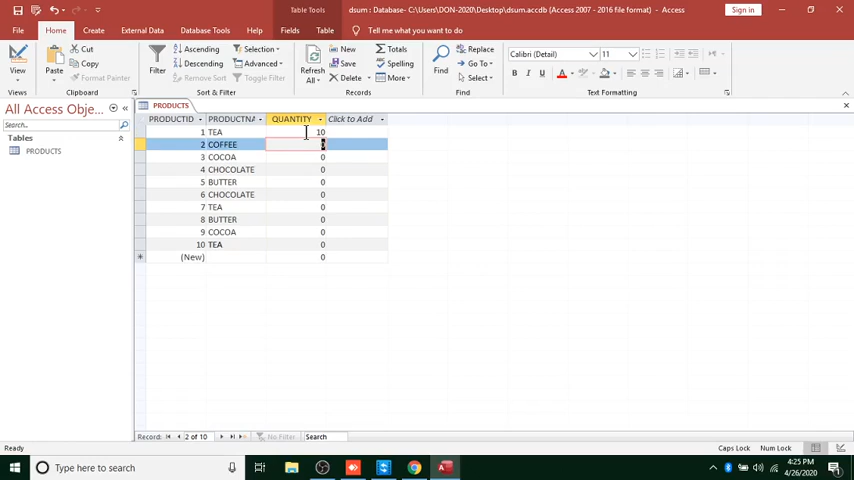 Table Tools
dsum : Database- C:\Users\DON-2020\Desktop\dsum.accdb (Access 2007 - 2016 file format) - Access
Sign in
File Home Create External Data Database Tools Help Fields Table Tell me what you want to do
View
Views
Paste
Cut
Copy
Format Painter
Clipboard
Filter
Ascending
Descending
Remove Sort
Selection
Advanced
Toggle Filter
Sort & Filter
Refresh
All
New
Save
Delete
Totals
Spelling
More
Records
Find
Replace
Go To
Select
Find
Calibri (Detail) 11
B I U A
Text Formatting
All Access Obje...
Search...
Tables
PRODUCTS
PRODUCTS
PRODUCTID PRODUCTNA QUANTITY Click to Add
1 TEA 10
2 COFFEE 0
3 COCOA 0
4 CHOCOLATE 0
5 BUTTER 0
6 CHOCOLATE 0
7 TEA 0
8 BUTTER 0
9 COCOA 0
10 TEA 0
(New) 0
Record: 2 of 10 No Filter Search
Ready
Caps Lock Num Lock
Type here to search
4:25 PM
4/26/2020